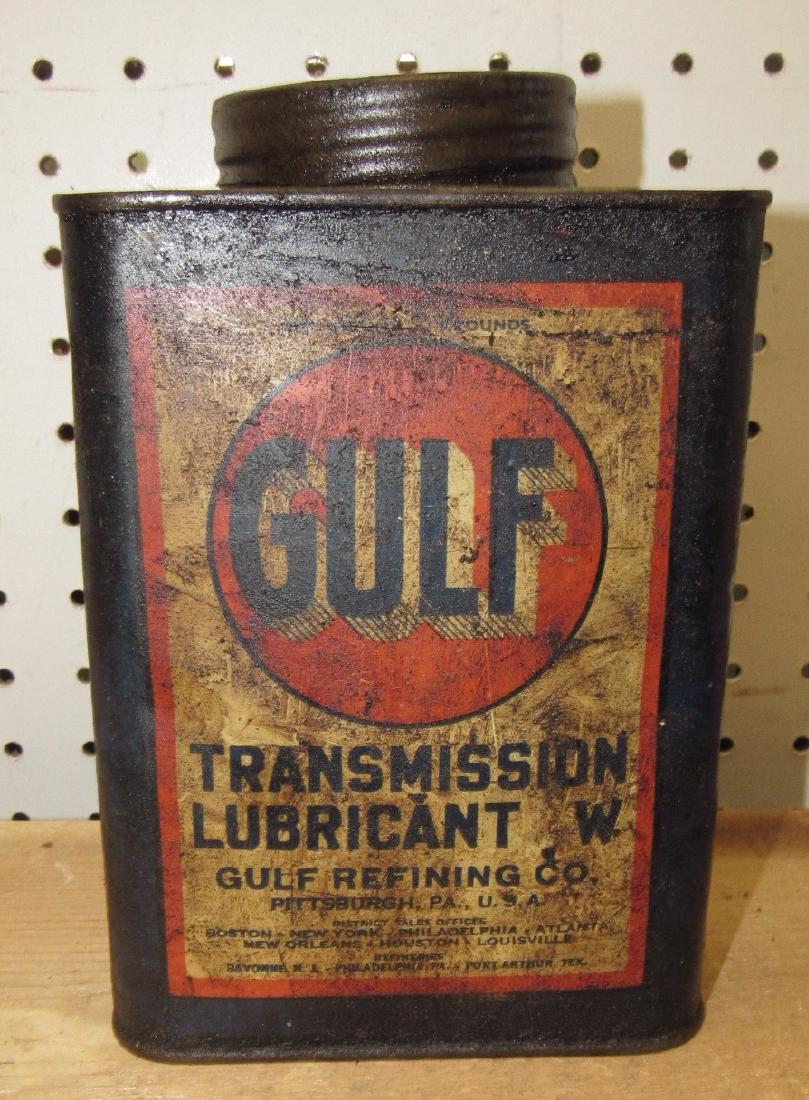 POUNDS
GULF
TRANSMISSION
LUBRICANT W
GULF REFINING CO.
PITTSBURGH, PA., U.S.A.
DISTRICT SALES OFFICES
BOSTON - NEW YORK - PHILADELPHIA - ATLANTA
NEW ORLEANS - HOUSTON - LOUISVILLE
REFINERIES
BAYONNE, N.J. - PHILADELPHIA, PA. - PORT ARTHUR, TEX.